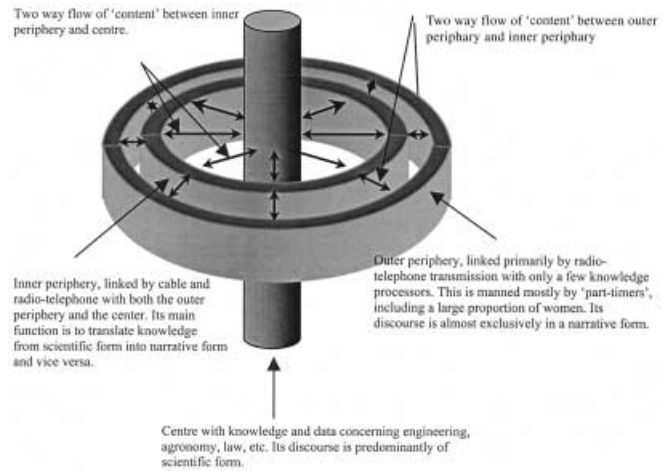 Two way flow of 'content' between inner
periphery and centre.
Two way flow of 'content' between outer
periphary and inner periphary
Inner periphery, linked by cable and
radio-telephone with both the outer
periphery and the center. Its main
function is to translate knowledge
from scientific form into narrative form
and vice versa.
Outer periphery, linked primarily by radio-
telephone transmission with only a few knowledge
processors. This is manned mostly by 'part-timers',
including a large proportion of women. Its
discourse is almost exclusively in a narrative form.
Centre with knowledge and data concerning engineering,
agronomy, law, etc. Its discourse is predominantly of
scientific form.